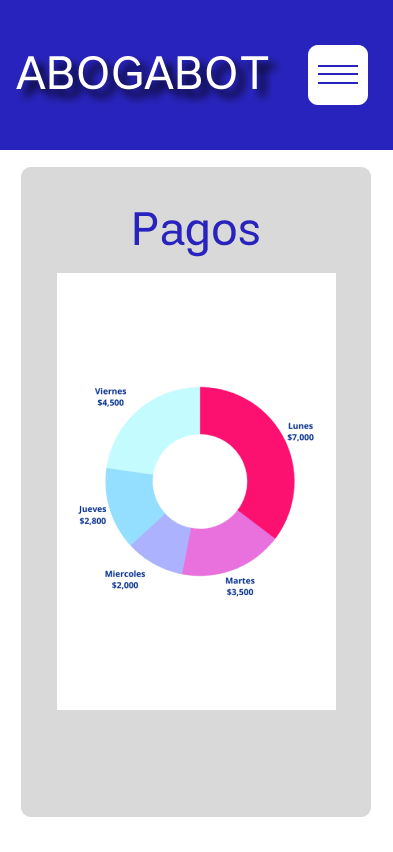 ABOGABOT
Pagos
Viernes
$4,500
Lunes
$7,000
Jueves
$2,800
Miercoles
$2,000
Martes
$3,500